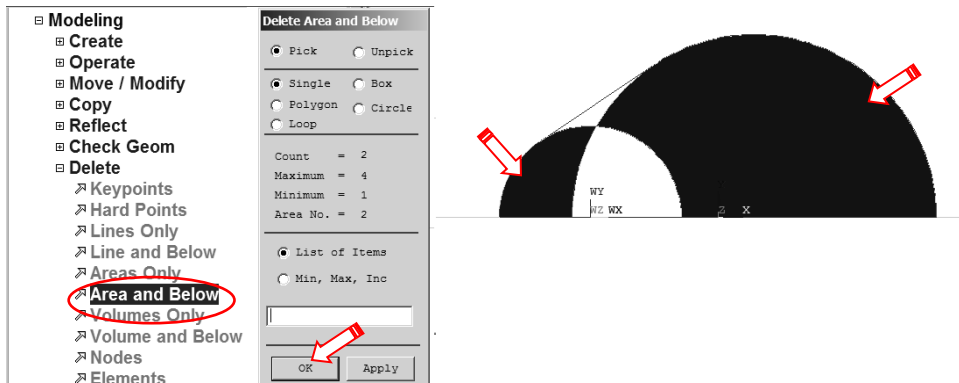 Modeling
Create
Operate
Move / Modify
Copy
Reflect
Check Geom
Delete
Keypoints
Hard Points
Lines Only
Line and Below
Areas Only
Area and Below
Volumes Only
Volume and Below
Nodes
Elements
Delete Area and Below
Pick Unpick
Single Box
Polygon Circle
Loop
Count = 2
Maximum = 4
Minimum = 1
Area No. = 2
List of Items
Min, Max, Inc
OK Apply
WY
WZ WX Z X